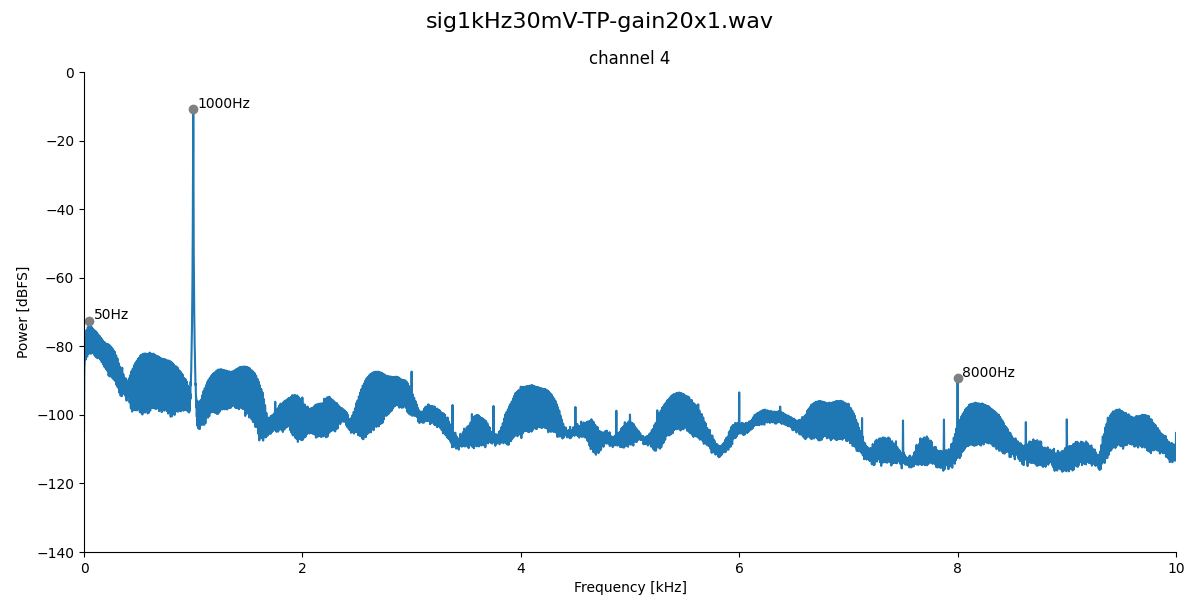 sig1kHz30mV-TP-gain20x1.wav
channel 4
0
−20
−40
−60
−80
−100
−120
−140
Power [dBFS]
1000Hz
50Hz
8000Hz
0 2 4 6 8 10
Frequency [kHz]